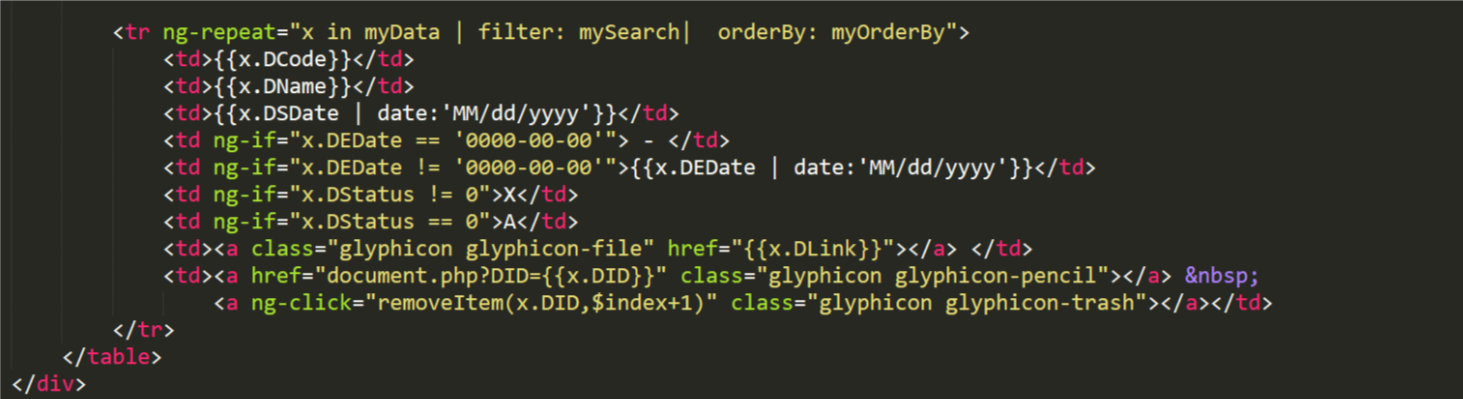 <tr ng-repeat="x in myData | filter: mySearch|  orderBy: myOrderBy">
<td>{{x.DCode}}</td>
<td>{{x.DName}}</td>
<td>{{x.DSDate | date:'MM/dd/yyyy'}}</td>
<td ng-if="x.DEDate == '0000-00-00'"> - </td>
<td ng-if="x.DEDate != '0000-00-00'">{{x.DEDate | date:'MM/dd/yyyy'}}</td>
<td ng-if="x.DStatus != 0">X</td>
<td ng-if="x.DStatus == 0">A</td>
<td><a class="glyphicon glyphicon-file" href="{{x.DLink}}"></a> </td>
<td><a href="document.php?DID={{x.DID}}" class="glyphicon glyphicon-pencil"></a> &nbsp;
<a ng-click="removeItem(x.DID,$index+1)" class="glyphicon glyphicon-trash"></a></td>
</tr>
</table>
</div>